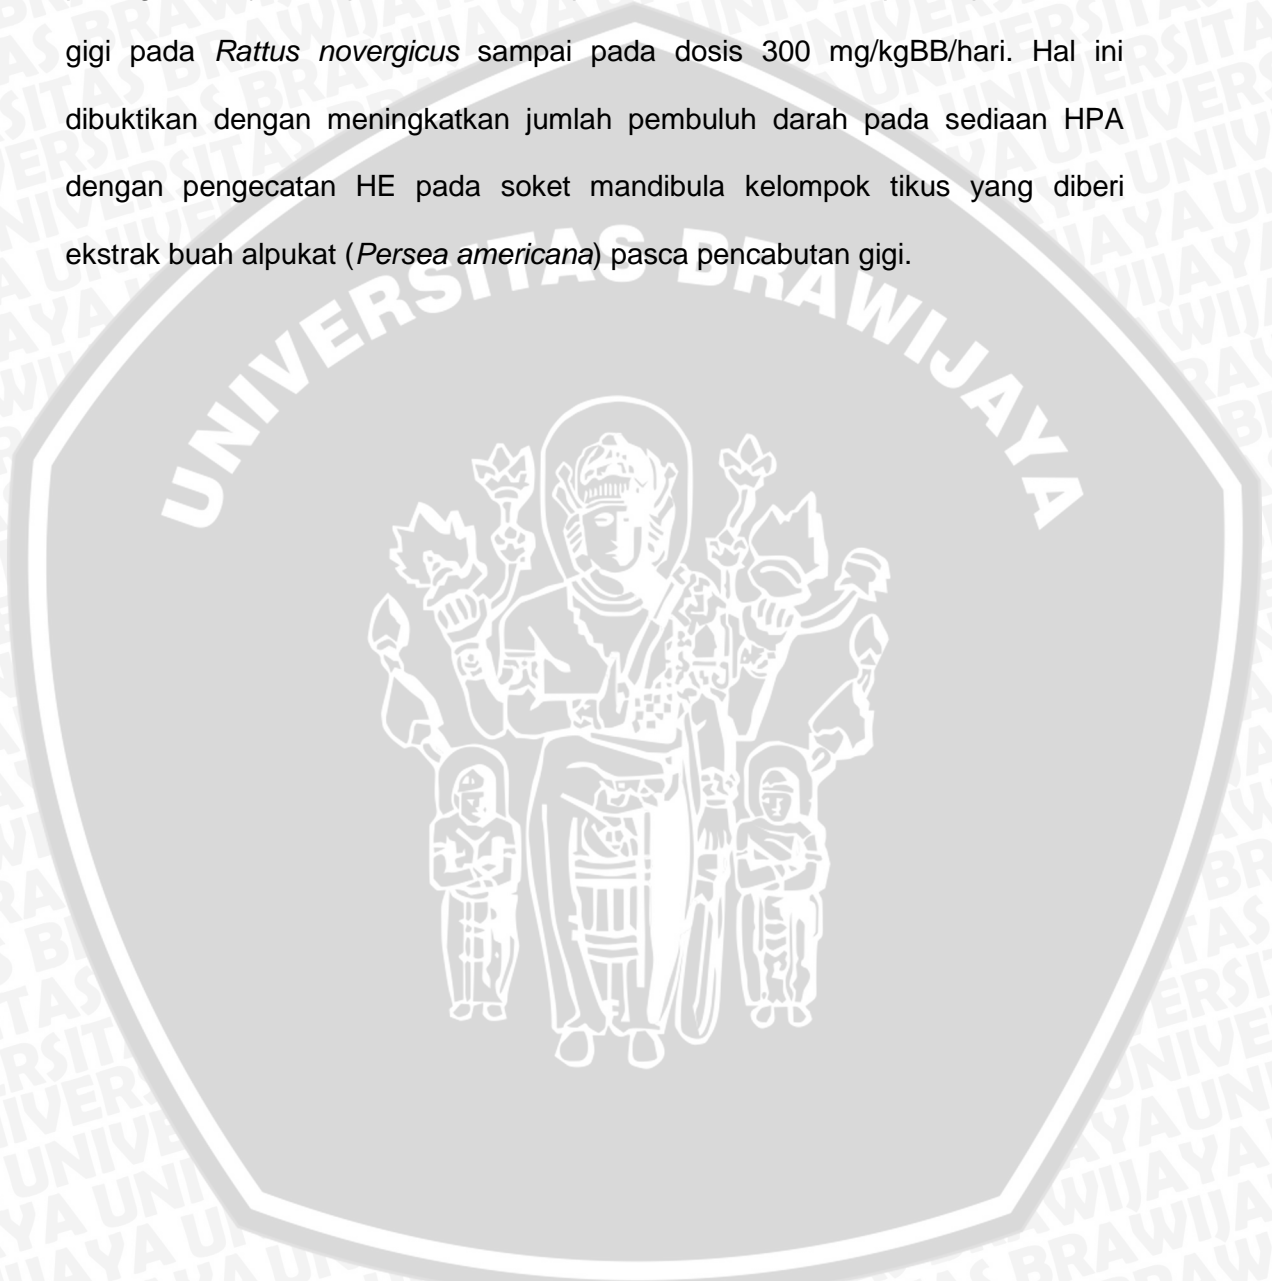 gigi pada Rattus novergicus sampai pada dosis 300 mg/kgBB/hari. Hal ini
dibuktikan dengan meningkatkan jumlah pembuluh darah pada sediaan HPA
dengan pengecatan HE pada soket mandibula kelompok tikus yang diberi
ekstrak buah alpukat (Persea americana) pasca pencabutan gigi.
UNIVERSITAS BRAWIJAYA